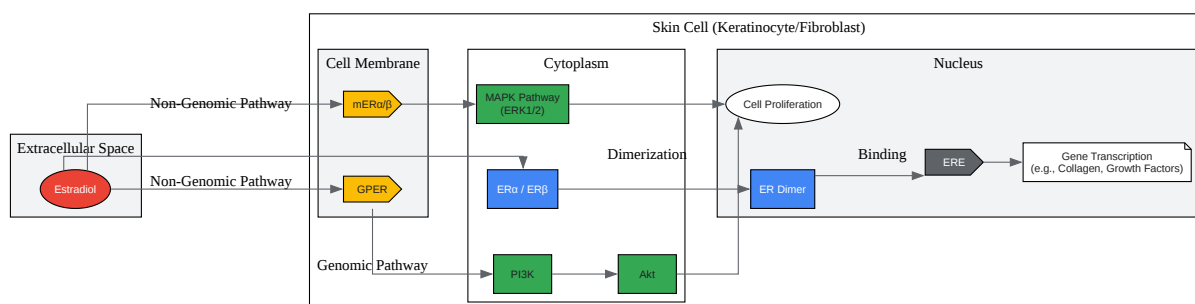 Skin Cell (Keratinocyte/Fibroblast)
Cell Membrane
Cytoplasm
Nucleus
Non-Genomic Pathway
mERα/β
MAPK Pathway
(ERK1/2)
Cell Proliferation
Extracellular Space
Dimerization
Binding
ERE
Gene Transcription
(e.g., Collagen, Growth Factors)
Estradiol
Non-Genomic Pathway
GPER
ERα / ERβ
ER Dimer
Genomic Pathway
PI3K
Akt